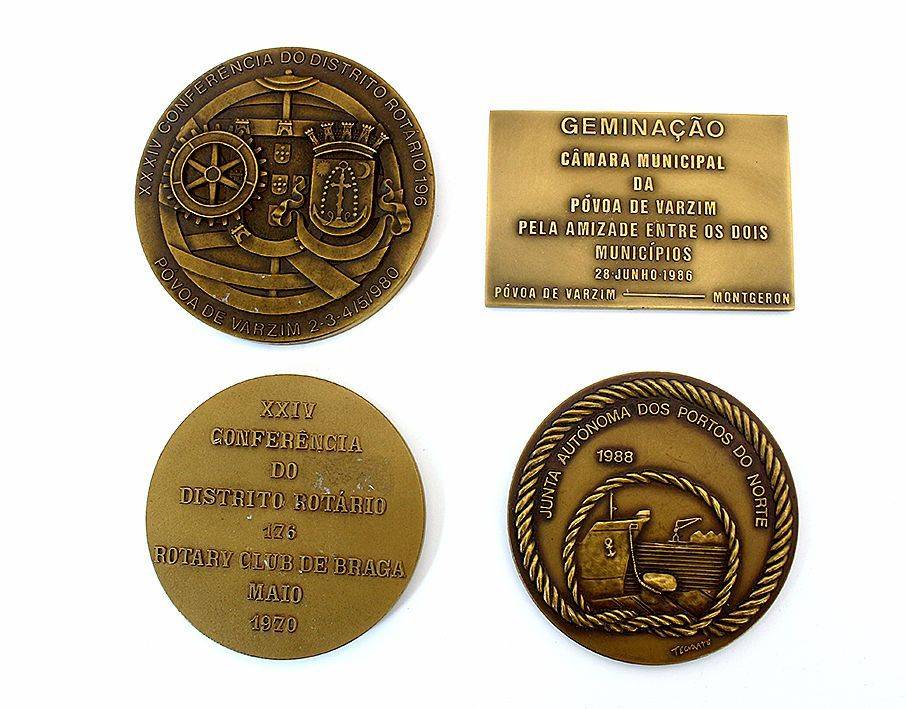 XXXIV CONFERÊNCIA DO DISTRITO ROTÁRIO 196
PÓVOA DE VARZIM 2-3-4/5/980
GEMINAÇÃO
CÂMARA MUNICIPAL
DA
PÓVOA DE VARZIM
PELA AMIZADE ENTRE OS DOIS
MUNICÍPIOS
28·JUNHO·1986
PÓVOA DE VARZIM MONTGERON
XXIV
CONFERÊNCIA
DO
DISTRITO ROTÁRIO
176
ROTARY CLUB DE BRAGA
MAIO
1970
JUNTA AUTÓNOMA DOS PORTOS DO NORTE
1988